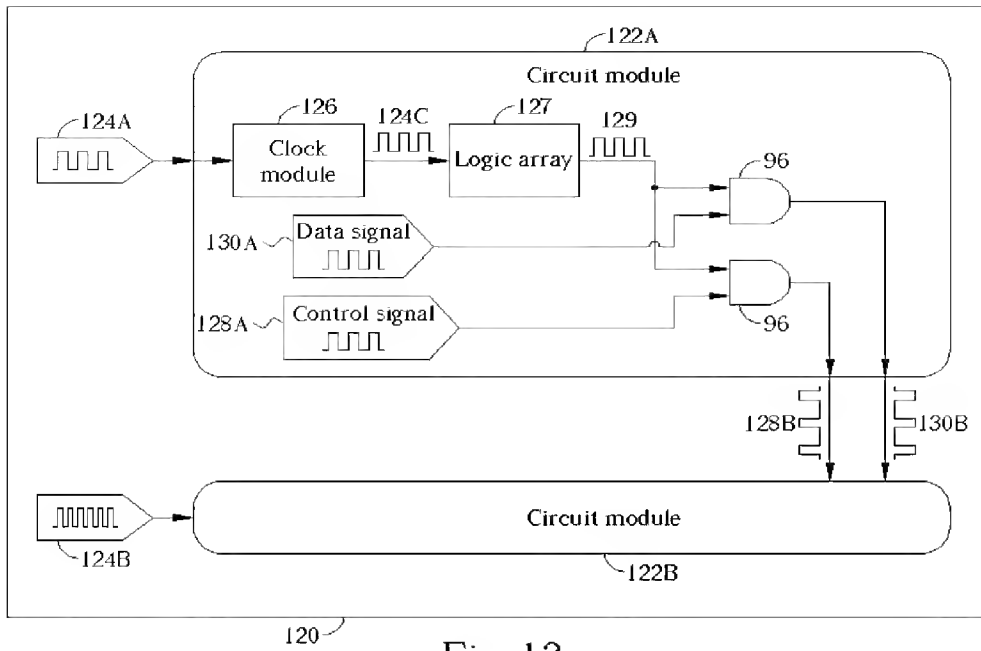 122A
Circuit module
124A
126
124C
127
129
Clock
module
Logic array
96
Data signal
130A
Control signal
128A
96
128B
130B
124B
Circuit module
122B
120